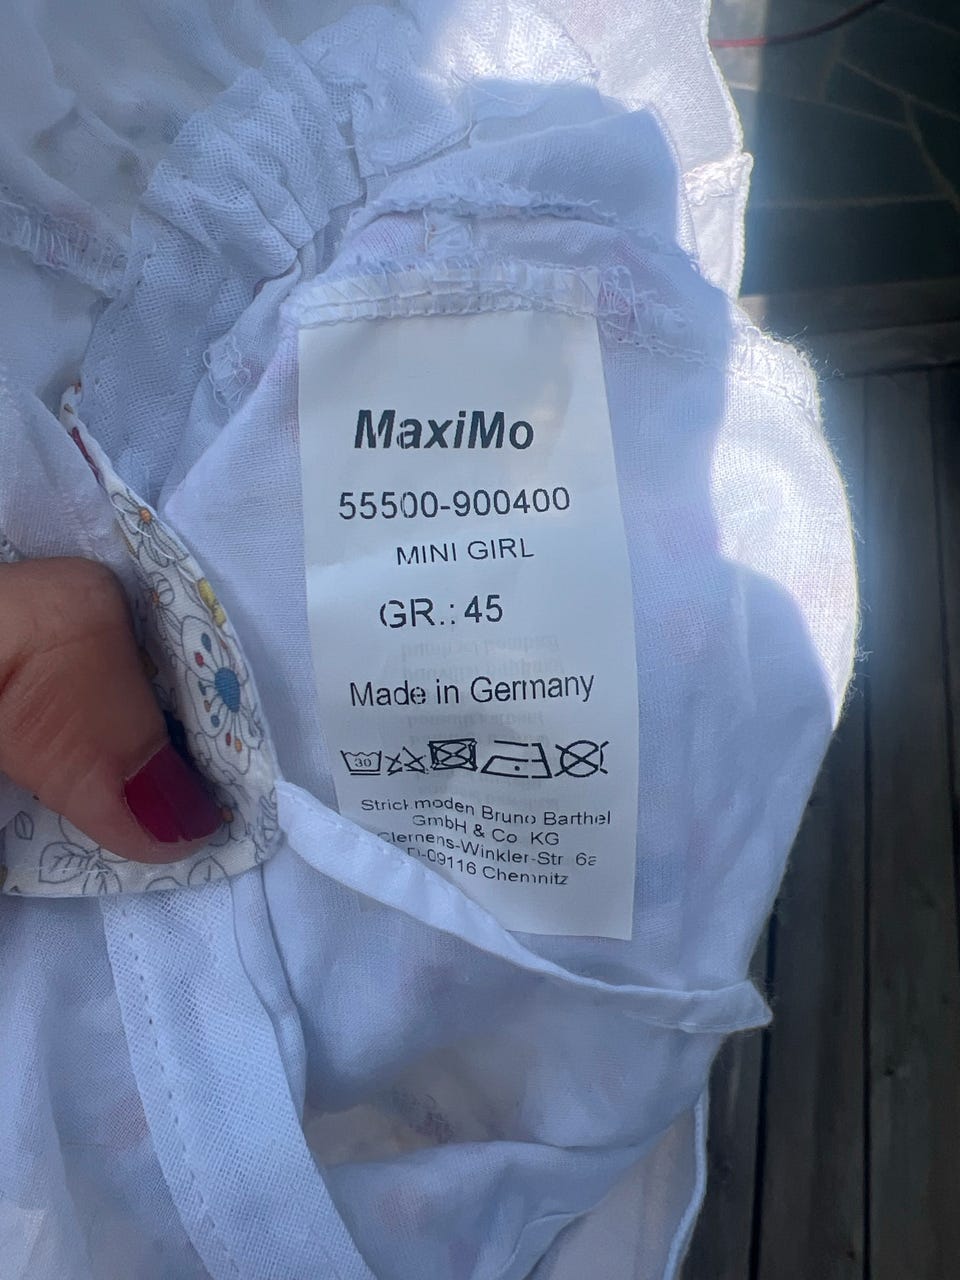 MaxiMo
55500-900400
MINI GIRL
GR.: 45
Made in Germany
30
Strickmoden Bruno Barthel
GmbH & Co. KG
Clemens-Winkler-Str. 6a
D-09116 Chemnitz